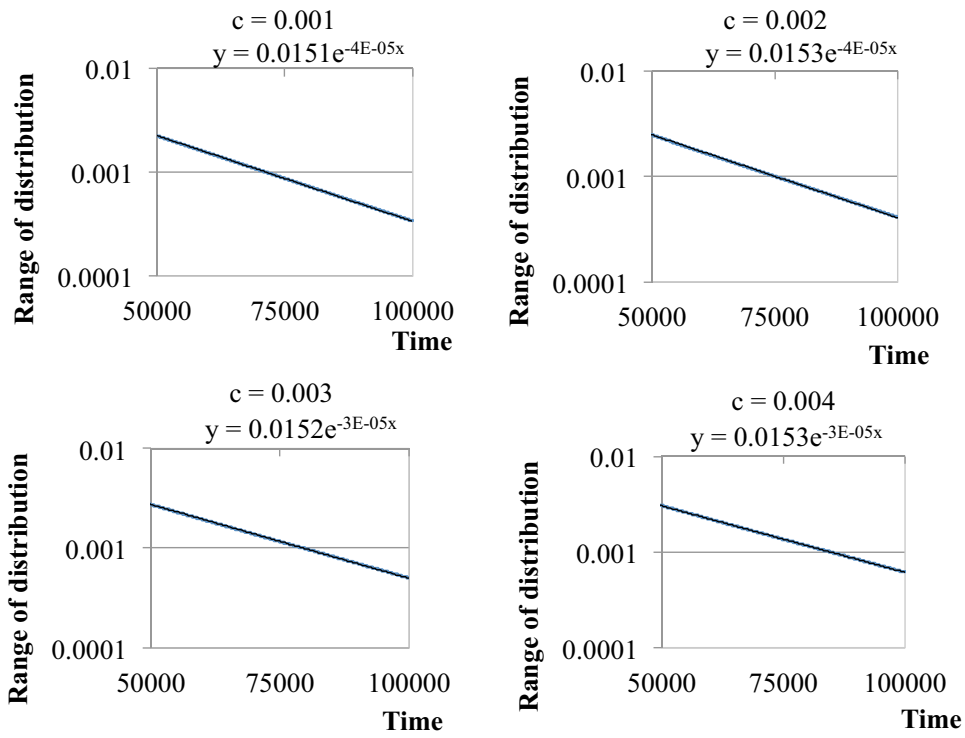 c = 0.001
y = 0.0151e^-4E-05x
0.01
0.001
0.0001
Range of distribution
50000 75000 100000
Time
c = 0.002
y = 0.0153e^-4E-05x
0.01
0.001
0.0001
Range of distribution
50000 75000 100000
Time
c = 0.003
y = 0.0152e^-3E-05x
0.01
0.001
0.0001
Range of distribution
50000 75000 100000
Time
c = 0.004
y = 0.0153e^-3E-05x
0.01
0.001
0.0001
Range of distribution
50000 75000 100000
Time